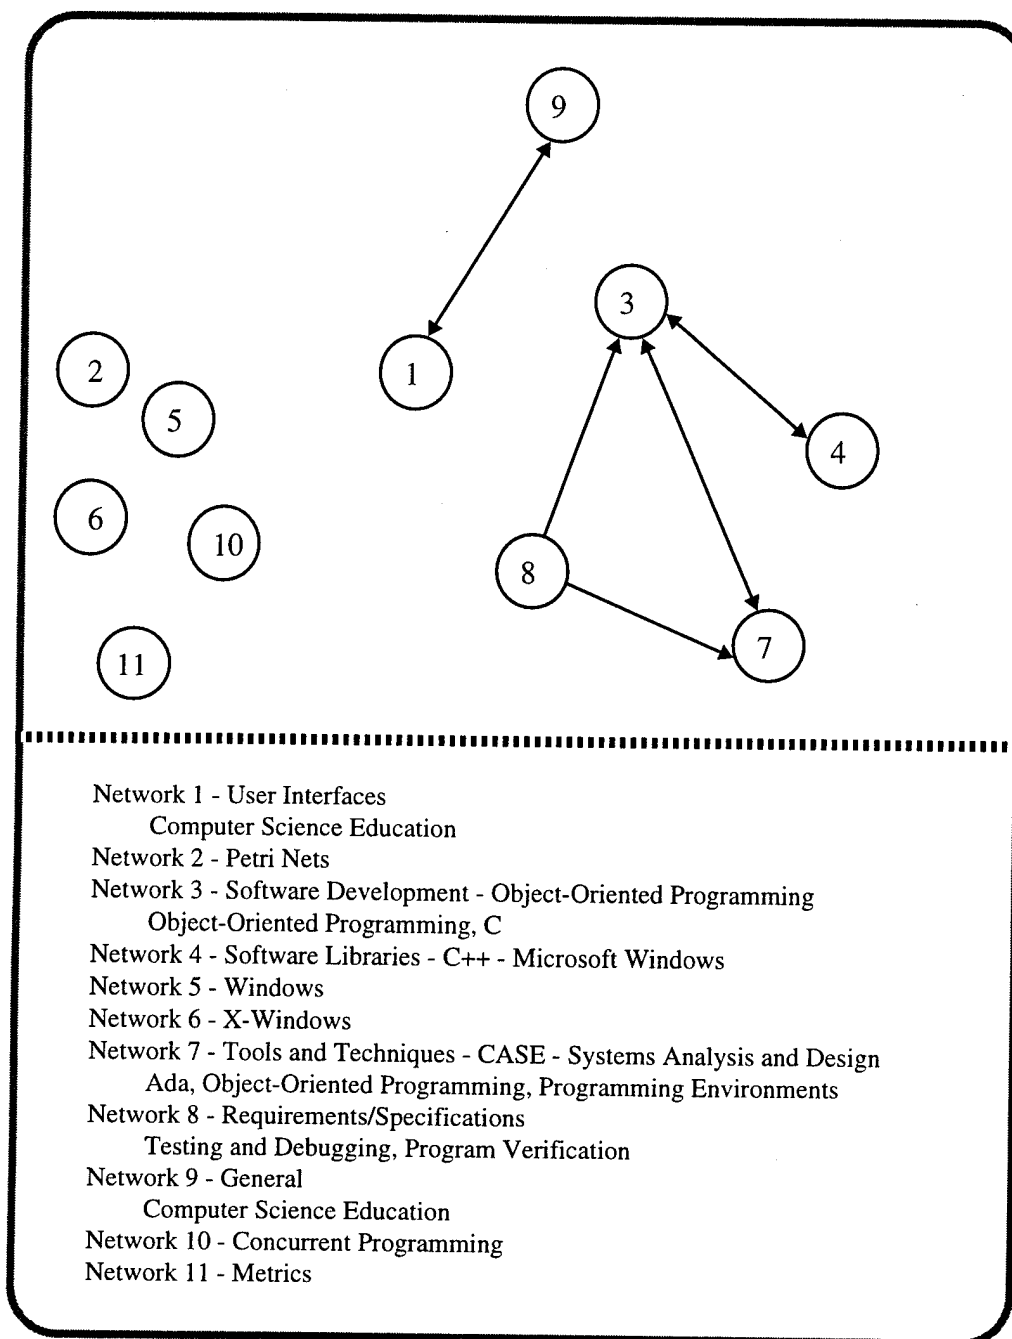 9
3
2
1
5
4
6
10
8
7
11
Network 1 - User Interfaces
Computer Science Education
Network 2 - Petri Nets
Network 3 - Software Development - Object-Oriented Programming
Object-Oriented Programming, C
Network 4 - Software Libraries - C++ - Microsoft Windows
Network 5 - Windows
Network 6 - X-Windows
Network 7 - Tools and Techniques - CASE - Systems Analysis and Design
Ada, Object-Oriented Programming, Programming Environments
Network 8 - Requirements/Specifications
Testing and Debugging, Program Verification
Network 9 - General
Computer Science Education
Network 10 - Concurrent Programming
Network 11 - Metrics